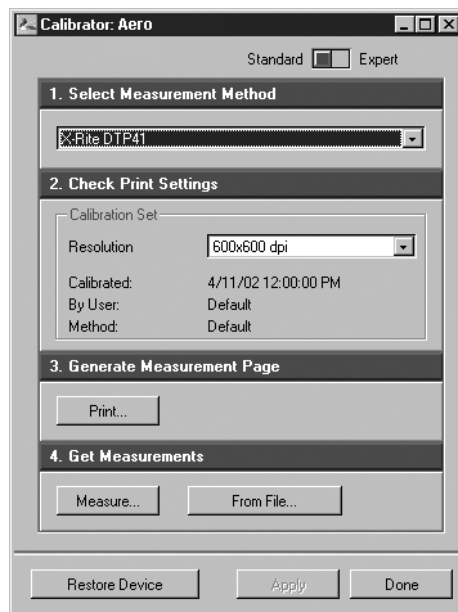 Calibrator: Aero
Standard Expert
1. Select Measurement Method
X-Rite DTP41
2. Check Print Settings
Calibration Set
Resolution 600x600 dpi
Calibrated: 4/11/02 12:00:00 PM
By User: Default
Method: Default
3. Generate Measurement Page
Print...
4. Get Measurements
Measure... From File...
Restore Device Apply Done